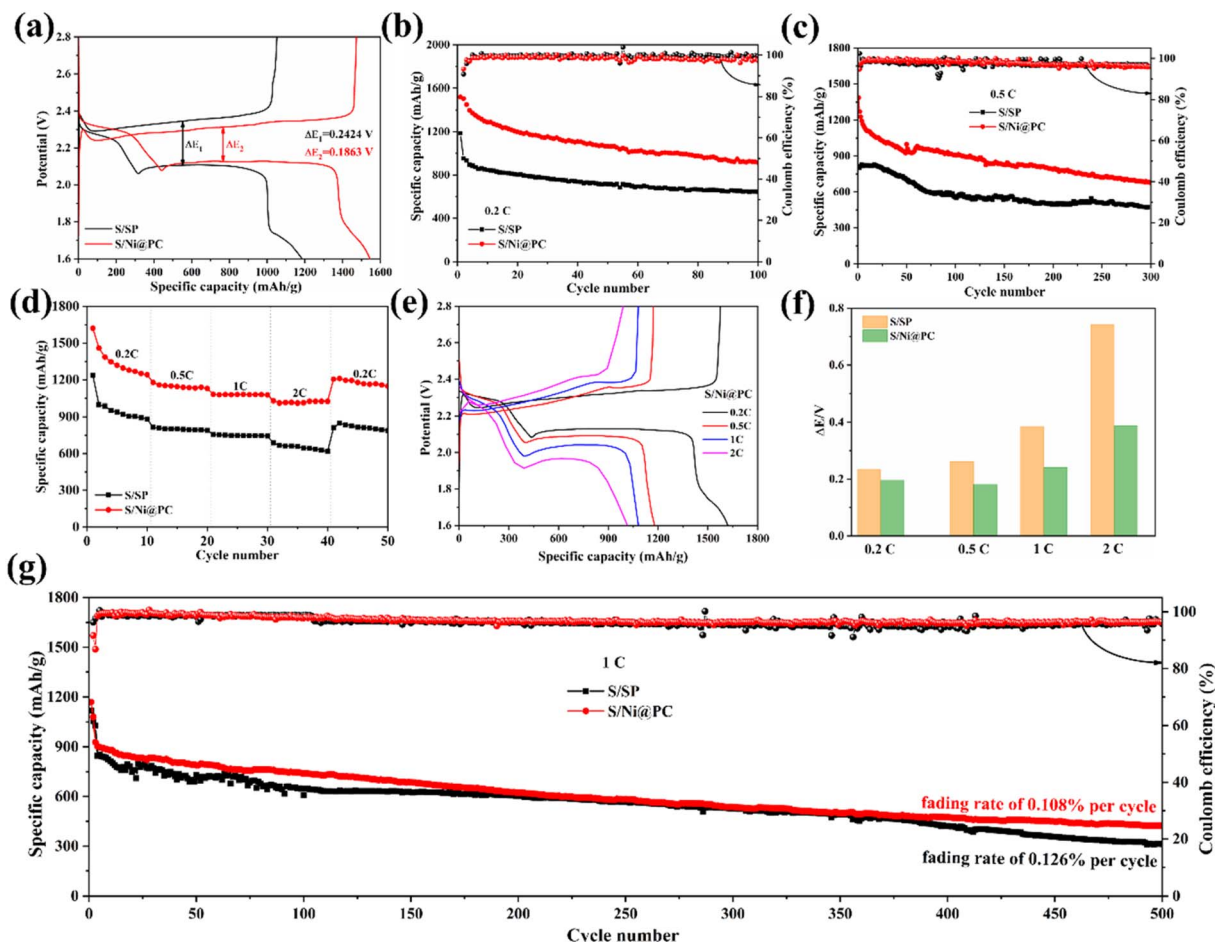 (a)
2.8
2.6
2.4
2.2
2.0
1.8
1.6
Potential (V)
ΔE₁
ΔE₂
ΔE₁=0.2424 V
ΔE₂=0.1863 V
S/SP
S/Ni@PC
0 200 400 600 800 1000 1200 1400 1600
Specific capacity (mAh/g)
(b)
2000
1600
1200
800
400
0
Specific capacity (mAh/g)
0.2 C
S/SP
S/Ni@PC
100
80
60
40
20
0
Coulomb efficiency (%)
0 20 40 60 80 100
Cycle number
(c)
1800
1500
1200
900
600
300
0
Specific capacity (mAh/g)
0.5 C
S/SP
S/Ni@PC
100
80
60
40
20
0
Coulomb efficiency (%)
0 50 100 150 200 250 300
Cycle number
(d)
1800
1500
1200
900
600
300
0
Specific capacity (mAh/g)
0.2C
0.5C
1C
2C
0.2C
S/SP
S/Ni@PC
0 10 20 30 40 50
Cycle number
(e)
2.8
2.6
2.4
2.2
2.0
1.8
1.6
Potential (V)
S/Ni@PC
0.2C
0.5C
1C
2C
0 300 600 900 1200 1500 1800
Specific capacity (mAh/g)
(f)
0.8
0.6
0.4
0.2
0.0
ΔE/V
S/SP
S/Ni@PC
0.2 C 0.5 C 1 C 2 C
(g)
1800
1500
1200
900
600
300
0
Specific capacity (mAh/g)
1 C
S/SP
S/Ni@PC
fading rate of 0.108% per cycle
fading rate of 0.126% per cycle
100
80
60
40
20
0
Coulomb efficiency (%)
0 50 100 150 200 250 300 350 400 450 500
Cycle number